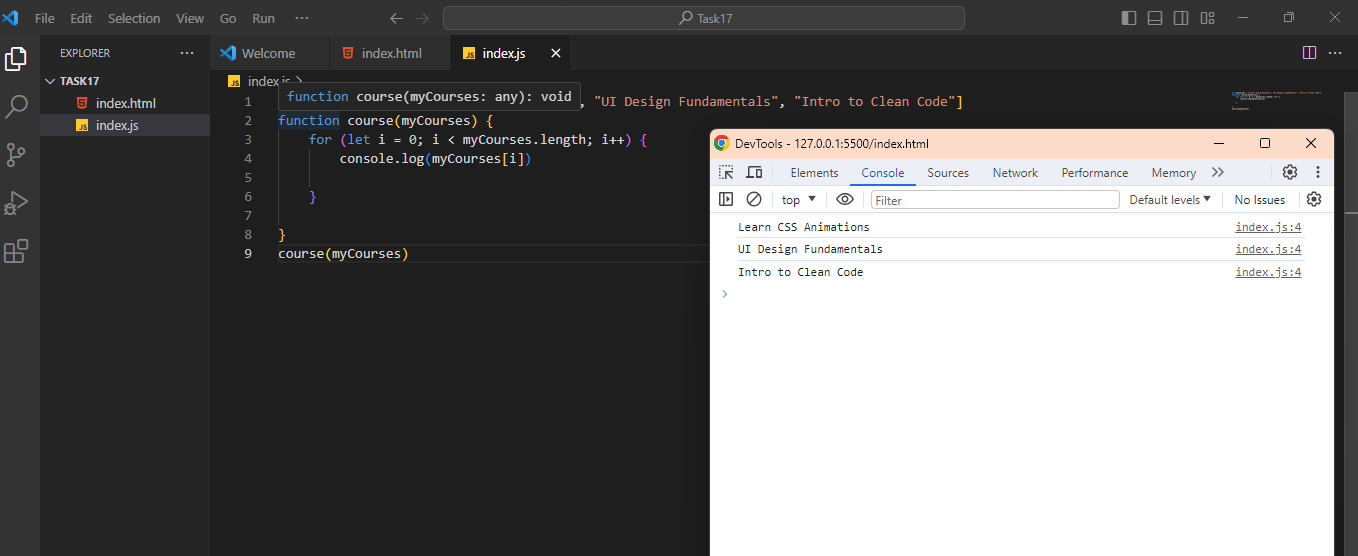 File Edit Selection View Go Run ··· Task17
EXPLORER ···
TASK17
index.html
index.js
Welcome index.html index.js
index.js
function course(myCourses: any): void
1 , "UI Design Fundamentals", "Intro to Clean Code"]
2 function course(myCourses) {
3 for (let i = 0; i < myCourses.length; i++) {
4 console.log(myCourses[i])
5
6 }
7
8 }
9 course(myCourses)
DevTools - 127.0.0.1:5500/index.html
Elements Console Sources Network Performance Memory
top Filter Default levels No Issues
Learn CSS Animations index.js:4
UI Design Fundamentals index.js:4
Intro to Clean Code index.js:4